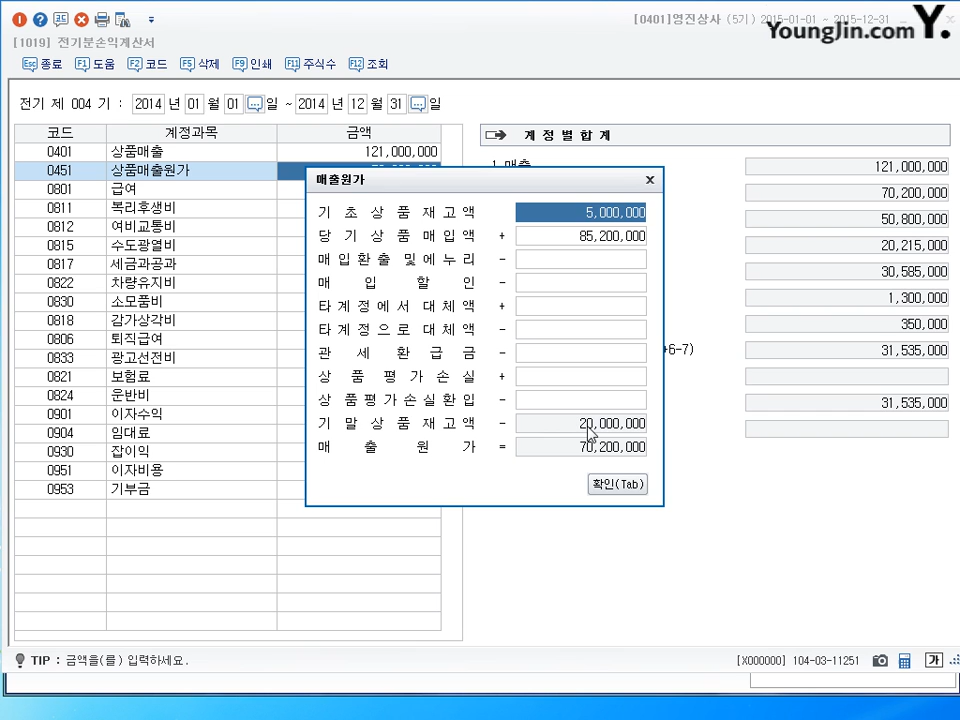 [0401]영진상사 (5기) 2015-01-01 ~ 2015-12-31
YoungJin.com Y.
[1019] 전기분손익계산서
Esc 종료 F1 도움 F2 코드 F5 삭제 F9 인쇄 F11 주식수 F12 조회
전기 제 004 기 : 2014 년 01 월 01 일 ~ 2014 년 12 월 31 일
코드 계정과목 금액
0401 상품매출 121,000,000
0451 상품매출원가
0801 급여
0811 복리후생비
0812 여비교통비
0815 수도광열비
0817 세금과공과
0822 차량유지비
0830 소모품비
0818 감가상각비
0806 퇴직급여
0833 광고선전비
0821 보험료
0824 운반비
0901 이자수익
0904 임대료
0930 잡이익
0951 이자비용
0953 기부금
매출원가 x
기 초 상 품 재 고 액 5,000,000
당 기 상 품 매 입 액 + 85,200,000
매 입 환 출 및 에 누 리 -
매 입 할 인 -
타 계 정 에 서 대 체 액 +
타 계 정 으 로 대 체 액 -
관 세 환 급 금 -
상 품 평 가 손 실 +
상 품 평 가 손 실 환 입 -
기 말 상 품 재 고 액 - 20,000,000
매 출 원 가 = 70,200,000
확인(Tab)
계 정 별 합 계
1.매출 121,000,000
70,200,000
50,800,000
20,215,000
30,585,000
1,300,000
350,000
+6-7) 31,535,000
31,535,000
TIP : 금액을(를) 입력하세요.
[X000000] 104-03-11251 가